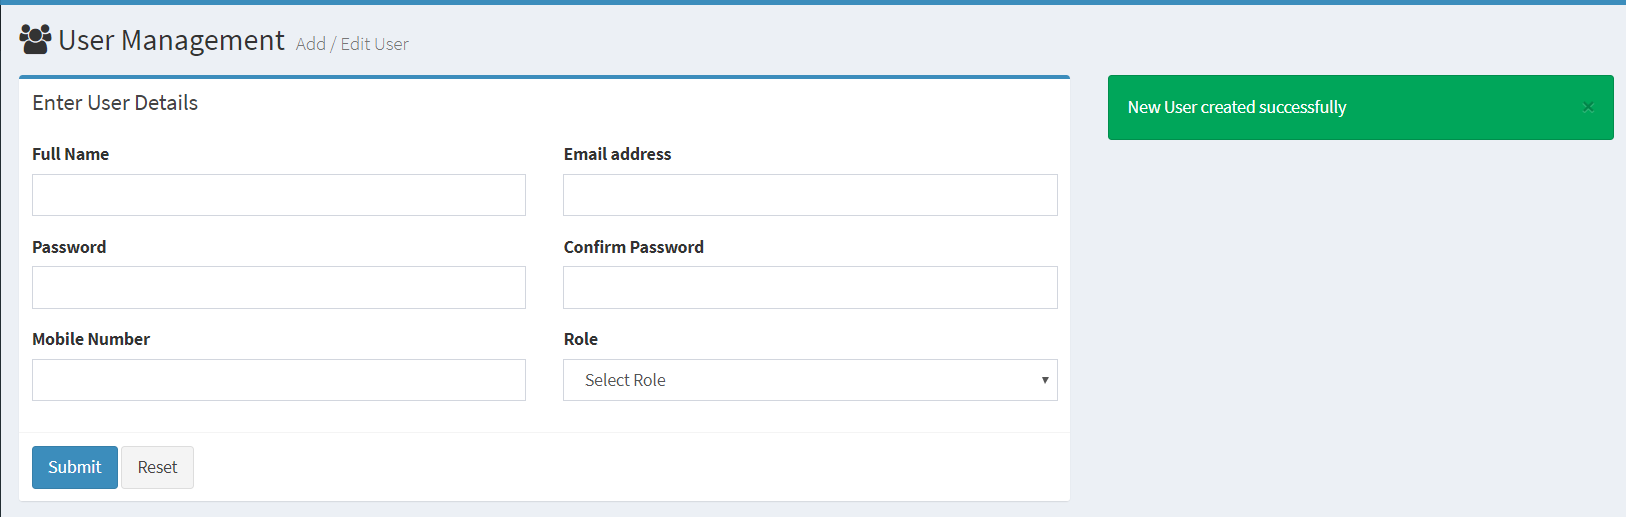 User Management Add / Edit User
New User created successfully ×
Enter User Details
Full Name
Email address
Password
Confirm Password
Mobile Number
Role
Select Role
Submit
Reset